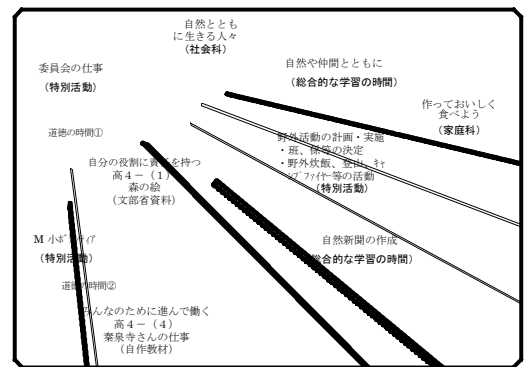 自然ととも
に生きる人々
（社会科）
自然や仲間とともに
（総合的な学習の時間）
委員会の仕事
（特別活動）
作っておいしく
食べよう
（家庭科）
道徳の時間①
野外活動の計画・実施
・班、係等の決定
・野外炊飯、登山、キャ
ンプファイヤー等の活動
（特別活動）
自分の役割に責任を持つ
高４－（１）
森の絵
（文部省資料）
M 小ボランティア
（特別活動）
自然新聞の作成
（総合的な学習の時間）
道徳の時間②
みんなのために進んで働く
高４－（４）
秦泉寺さんの仕事
（自作教材）